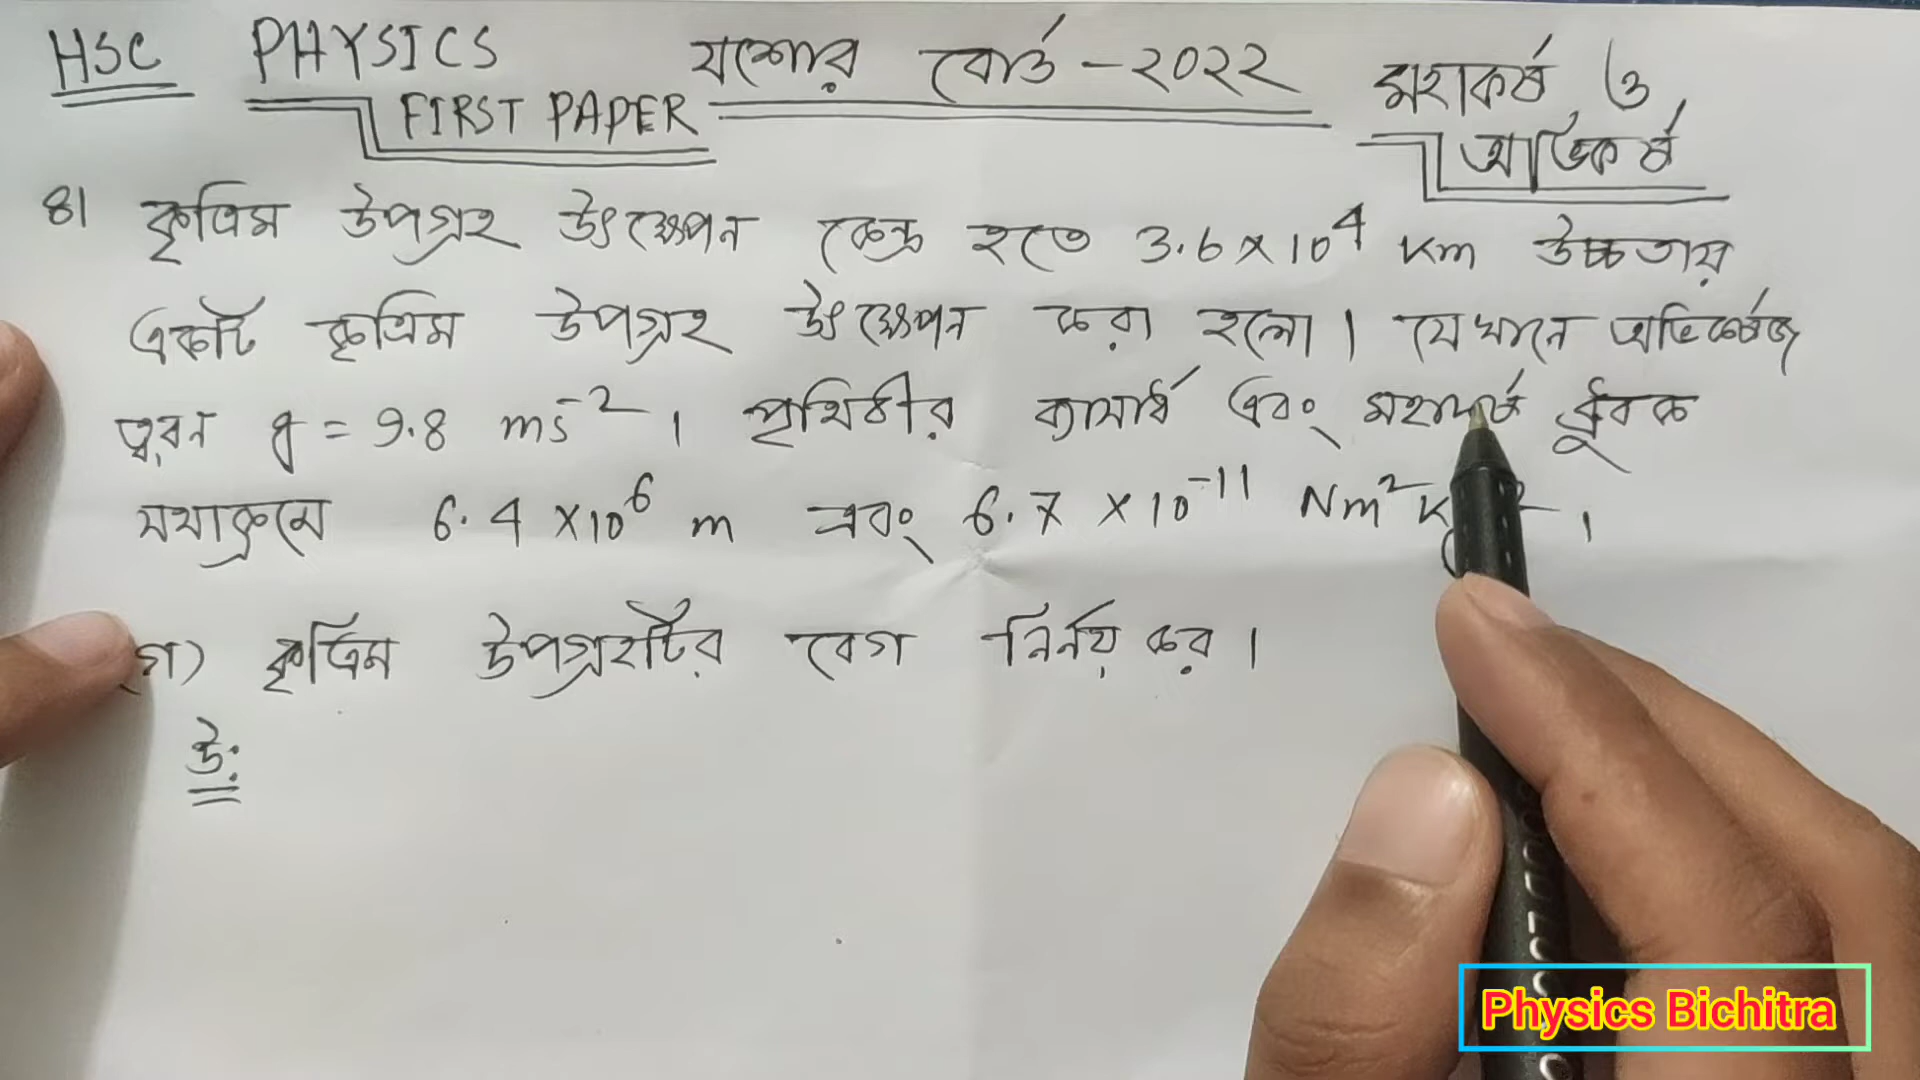 HSC PHYSICS FIRST PAPER যশোর বোর্ড - ২০২২ মহাকর্ষ ও অভিকর্ষ
৪। কৃত্রিম উপগ্রহ উৎক্ষেপন কেন্দ্র হতে 3.6 × 10⁴ km উচ্চতায়
একটি কৃত্রিম উপগ্রহ উৎক্ষেপন করা হলো। যেখানে অভিকর্ষজ
ত্বরন g = 9.8 ms⁻²। পৃথিবীর ব্যাসার্ধ এবং মহাকর্ষ ধ্রুবক
যথাক্রমে 6.4 × 10⁶ m এবং 6.7 × 10⁻¹¹ Nm² kg⁻²।
গ) কৃত্রিম উপগ্রহটির বেগ নির্নয় কর।
উ:
Physics Bichitra